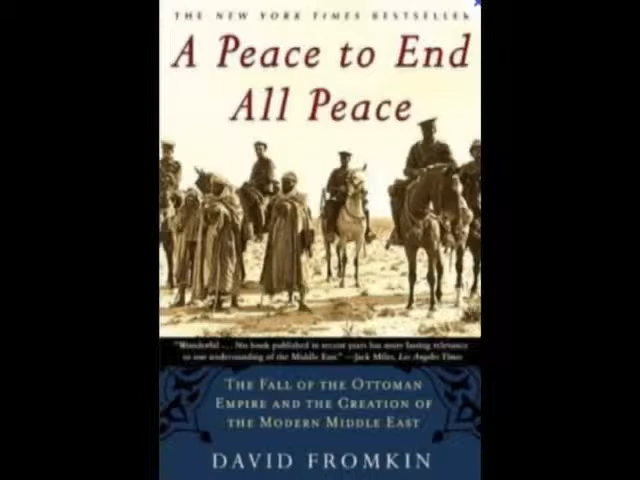 THE NEW YORK TIMES BESTSELLER
A Peace to End
All Peace
"Wonderful . . . No book published in recent years has more lasting relevance
to our understanding of the Middle East." —Jack Miles, Los Angeles Times
THE FALL OF THE OTTOMAN
EMPIRE AND THE CREATION OF
THE MODERN MIDDLE EAST
DAVID FROMKIN